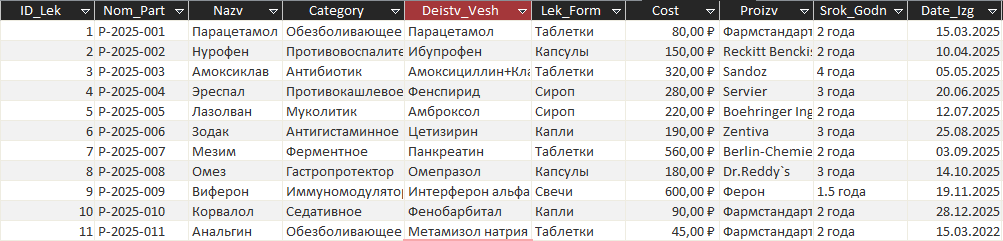 ID_Lek Nom_Part Nazv Category Deistv_Vesh Lek_Form Cost Proizv Srok_Godn Date_Izg
1 P-2025-001 Парацетамол Обезболивающее Парацетамол Таблетки 80,00 ₽ Фармстандарт 2 года 15.03.2025
2 P-2025-002 Нурофен Противовоспалите Ибупрофен Капсулы 150,00 ₽ Reckitt Benckis 2 года 10.04.2025
3 P-2025-003 Амоксиклав Антибиотик Амоксициллин+Кла Таблетки 320,00 ₽ Sandoz 4 года 05.05.2025
4 P-2025-004 Эреспал Противокашлевое Фенспирид Сироп 280,00 ₽ Servier 3 года 20.06.2025
5 P-2025-005 Лазолван Муколитик Амброксол Сироп 220,00 ₽ Boehringer Ing 2 года 12.07.2025
6 P-2025-006 Зодак Антигистаминное Цетизирин Капли 190,00 ₽ Zentiva 3 года 25.08.2025
7 P-2025-007 Мезим Ферментное Панкреатин Таблетки 560,00 ₽ Berlin-Chemie 2 года 03.09.2025
8 P-2025-008 Омез Гастропротектор Омепразол Капсулы 180,00 ₽ Dr.Reddy`s 3 года 14.10.2025
9 P-2025-009 Виферон Иммуномодулятор Интерферон альфа Свечи 600,00 ₽ Ферон 1.5 года 19.11.2025
10 P-2025-010 Корвалол Седативное Фенобарбитал Капли 90,00 ₽ Фармстандарт 2 года 28.12.2025
11 P-2025-011 Анальгин Обезболивающее Метамизол натрия Таблетки 45,00 ₽ Фармстандарт 2 года 15.03.2022